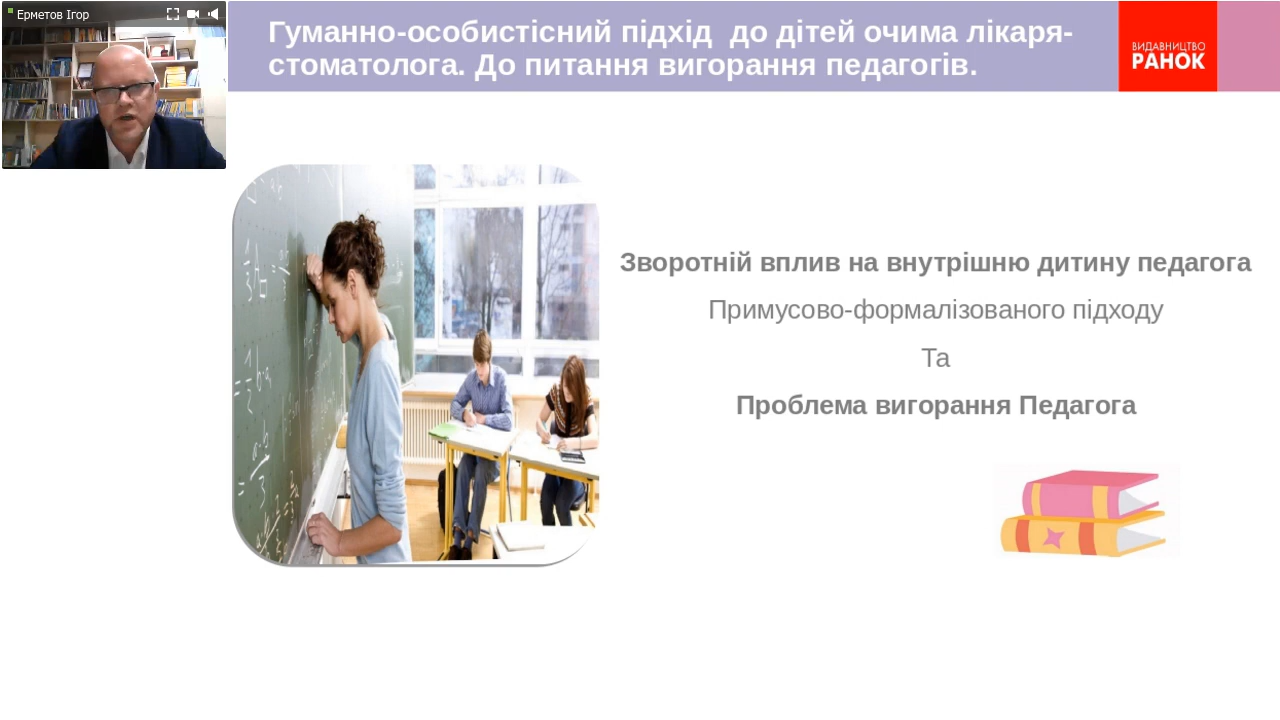 Ерметов Ігор
Гуманно-особистісний підхід  до дітей очима лікаря-
стоматолога. До питання вигорання педагогів.
ВИДАВНИЦТВО
РАНОК
Зворотній вплив на внутрішню дитину педагога
Примусово-формалізованого підходу
Та
Проблема вигорання Педагога